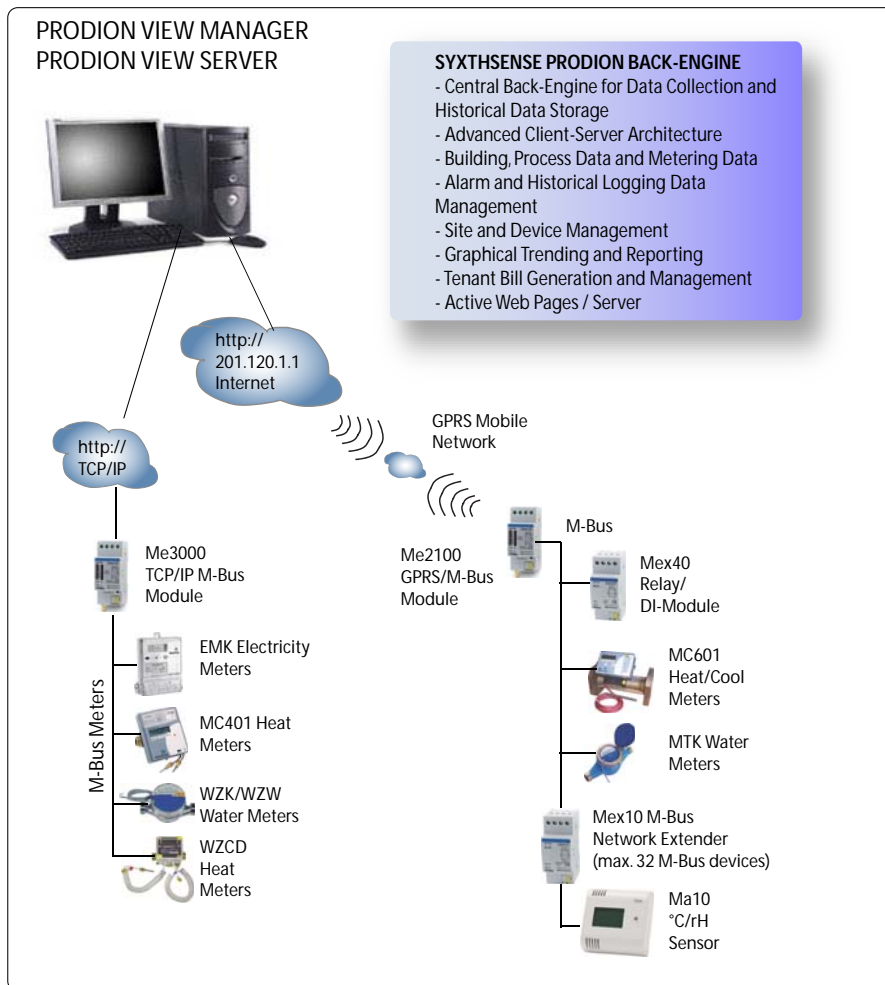 PRODION VIEW MANAGER
PRODION VIEW SERVER
SYXTHSENSE PRODION BACK-ENGINE
- Central Back-Engine for Data Collection and
Historical Data Storage
- Advanced Client-Server Architecture
- Building, Process Data and Metering Data
- Alarm and Historical Logging Data
Management
- Site and Device Management
- Graphical Trending and Reporting
- Tenant Bill Generation and Management
- Active Web Pages / Server
http://
201.120.1.1
Internet
GPRS Mobile
Network
http://
TCP/IP
Me3000
TCP/IP M-Bus
Module
Me2100
GPRS/M-Bus
Module
M-Bus
Mex40
Relay/
DI-Module
M-Bus Meters
EMK Electricity
Meters
MC401 Heat
Meters
WZK/WZW
Water Meters
WZCD
Heat
Meters
MC601
Heat/Cool
Meters
MTK Water
Meters
Mex10 M-Bus
Network Extender
(max. 32 M-Bus devices)
Ma10
°C/rH
Sensor